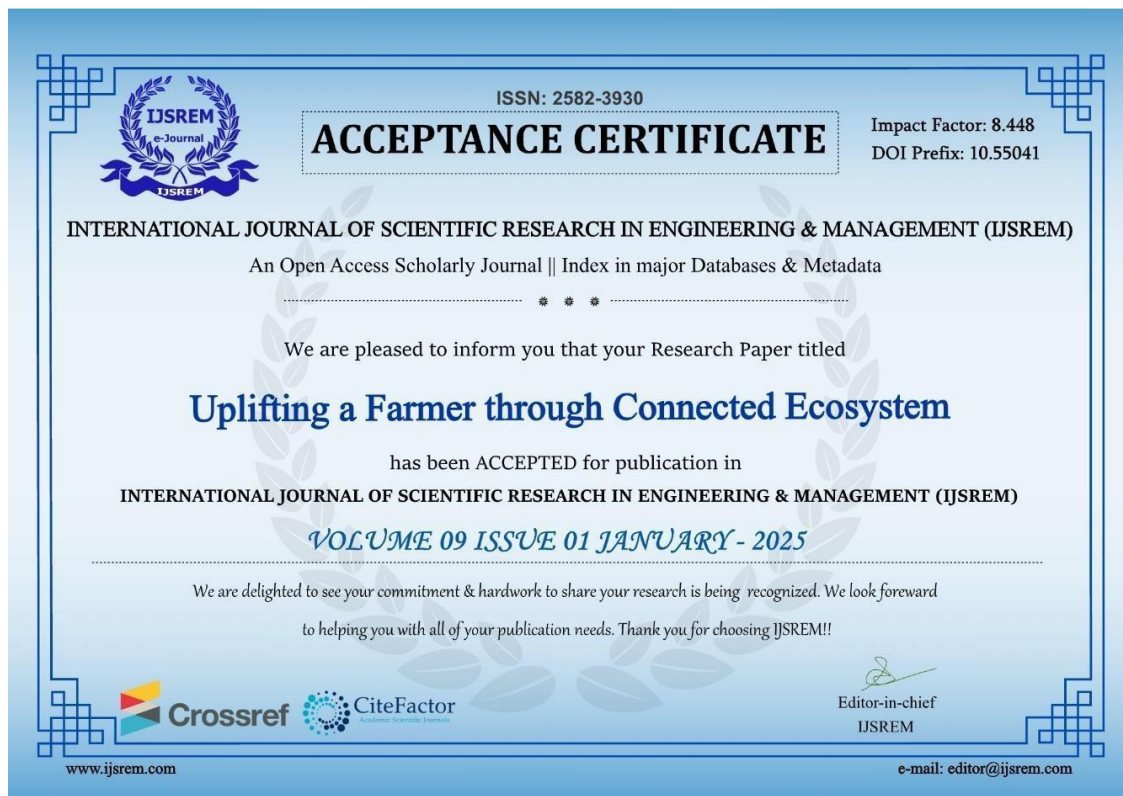 IJSREM
e-Journal
IJSREM
ISSN: 2582-3930
ACCEPTANCE CERTIFICATE
Impact Factor: 8.448
DOI Prefix: 10.55041
INTERNATIONAL JOURNAL OF SCIENTIFIC RESEARCH IN ENGINEERING & MANAGEMENT (IJSREM)
An Open Access Scholarly Journal || Index in major Databases & Metadata
We are pleased to inform you that your Research Paper titled
Uplifting a Farmer through Connected Ecosystem
has been ACCEPTED for publication in
INTERNATIONAL JOURNAL OF SCIENTIFIC RESEARCH IN ENGINEERING & MANAGEMENT (IJSREM)
VOLUME 09 ISSUE 01 JANUARY - 2025
We are delighted to see your commitment & hardwork to share your research is being recognized. We look foreward
to helping you with all of your publication needs. Thank you for choosing IJSREM!!
Crossref
CiteFactor
Academic Scientific Journals
Editor-in-chief
IJSREM
www.ijsrem.com
e-mail: editor@ijsrem.com